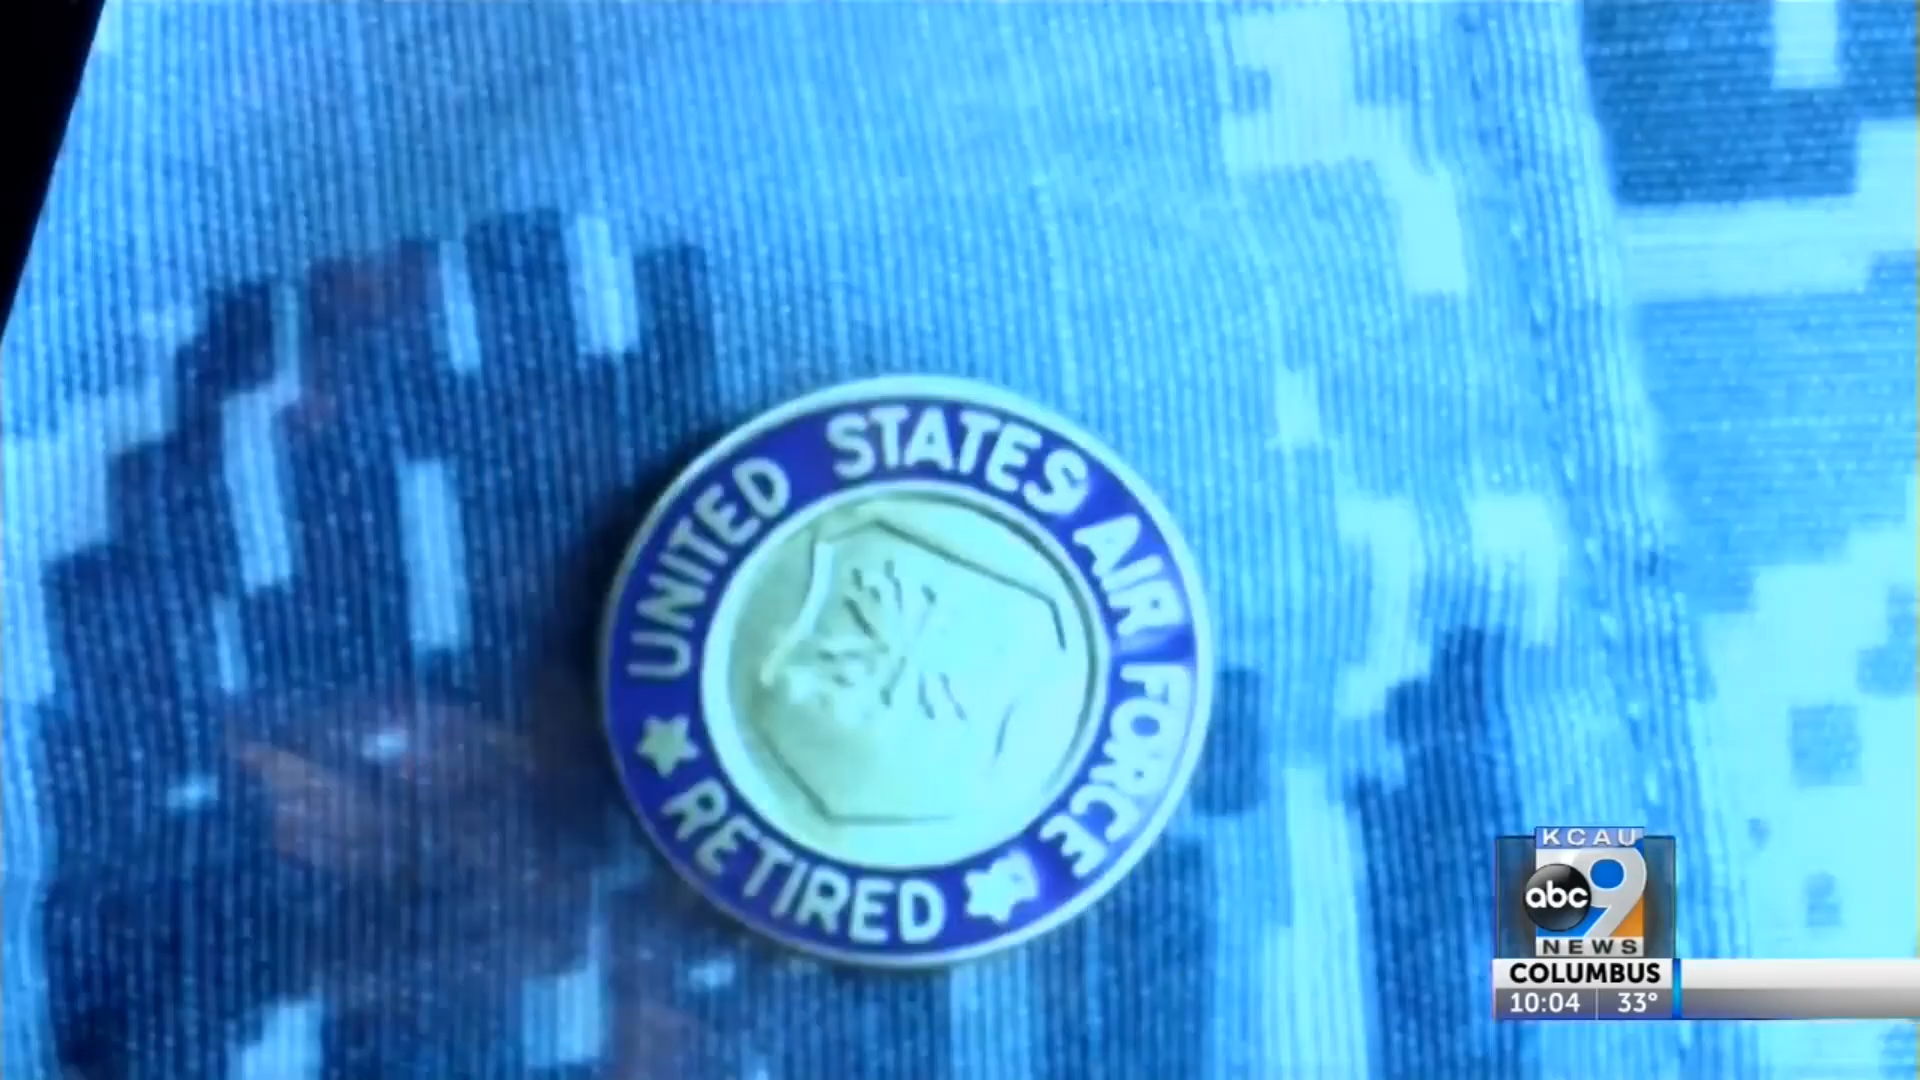 UNITED STATES AIR FORCE
RETIRED
KCAU
abc 9
NEWS
COLUMBUS
10:04 33°